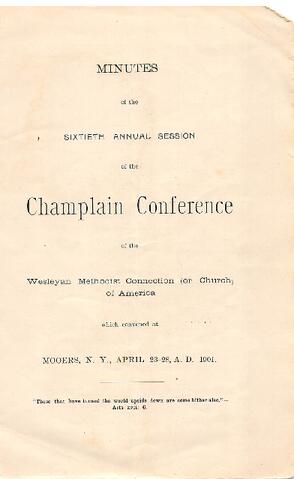 MINUTES
of the
SIXTIETH ANNUAL SESSION
of the
Champlain Conference
of the
Wesleyan Methodist Connection (or Church)
of America
which convened at
MOOERS, N. Y., APRIL 23-28, A. D. 1901.
"These that have turned the world upside down are come hither also,"—
Acts xvii: 6.